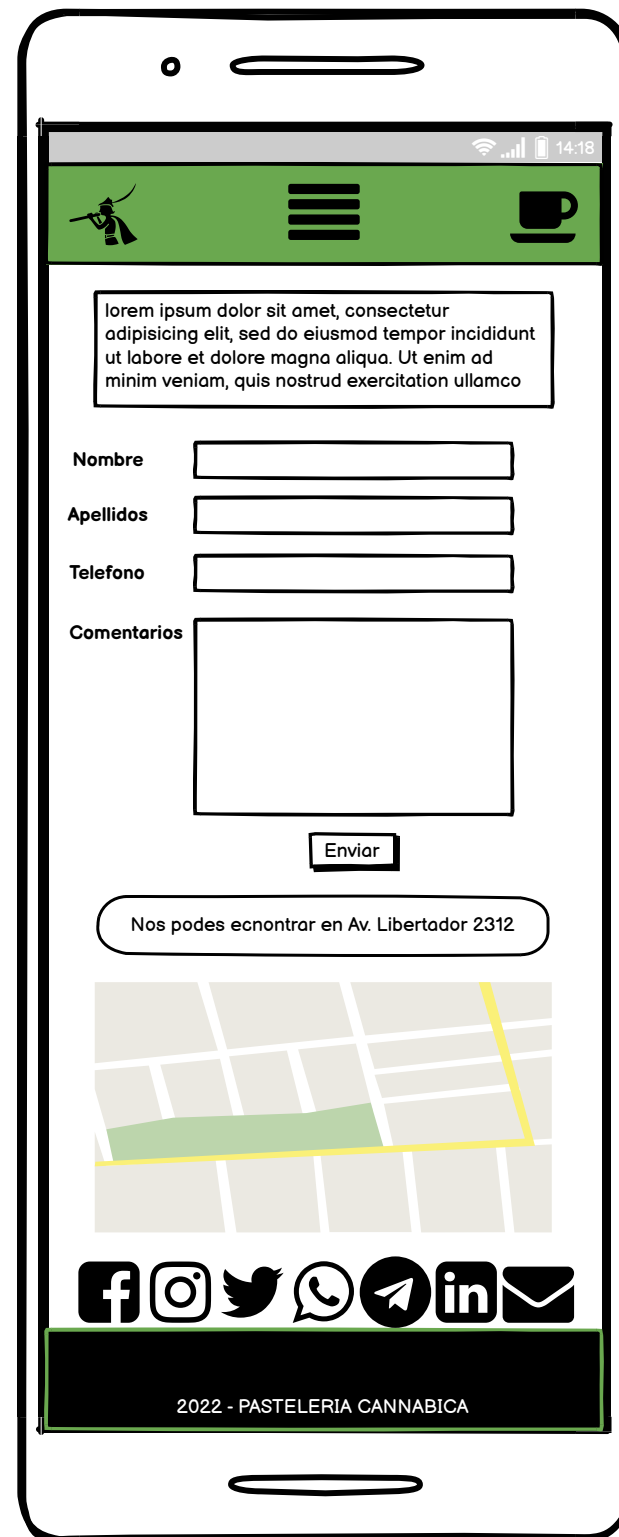 14:18
lorem ipsum dolor sit amet, consectetur
adipisicing elit, sed do eiusmod tempor incididunt
ut labore et dolore magna aliqua. Ut enim ad
minim veniam, quis nostrud exercitation ullamco
Nombre
Apellidos
Telefono
Comentarios
Enviar
Nos podes ecnontrar en Av. Libertador 2312
in
2022 - PASTELERIA CANNABICA